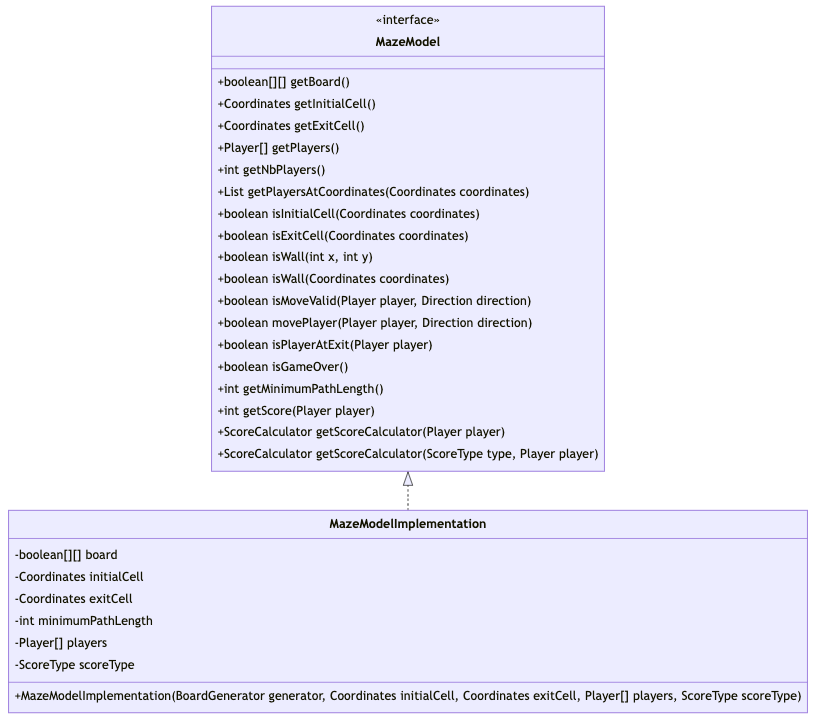 «interface»
MazeModel
+boolean[][] getBoard()
+Coordinates getInitialCell()
+Coordinates getExitCell()
+Player[] getPlayers()
+int getNbPlayers()
+List getPlayersAtCoordinates(Coordinates coordinates)
+boolean isInitialCell(Coordinates coordinates)
+boolean isExitCell(Coordinates coordinates)
+boolean isWall(int x, int y)
+boolean isWall(Coordinates coordinates)
+boolean isMoveValid(Player player, Direction direction)
+boolean movePlayer(Player player, Direction direction)
+boolean isPlayerAtExit(Player player)
+boolean isGameOver()
+int getMinimumPathLength()
+int getScore(Player player)
+ScoreCalculator getScoreCalculator(Player player)
+ScoreCalculator getScoreCalculator(ScoreType type, Player player)
MazeModelImplementation
-boolean[][] board
-Coordinates initialCell
-Coordinates exitCell
-int minimumPathLength
-Player[] players
-ScoreType scoreType
+MazeModelImplementation(BoardGenerator generator, Coordinates initialCell, Coordinates exitCell, Player[] players, ScoreType scoreType)